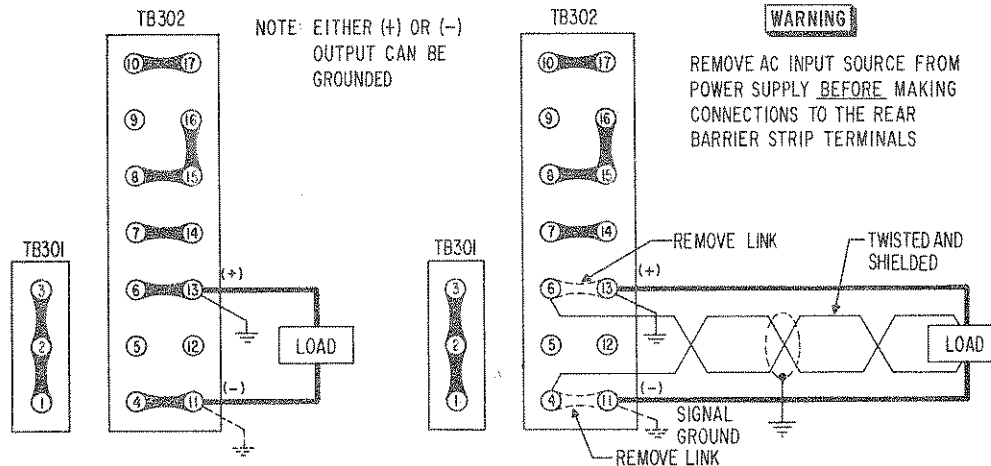 TB302
NOTE: EITHER (+) OR (-)
OUTPUT CAN BE
GROUNDED
10 17
9 16
8 15
7 14
TB301
3
2
1
6 13 (+)
5 12
4 11 (-)
LOAD
TB302
WARNING
REMOVE AC INPUT SOURCE FROM
POWER SUPPLY BEFORE MAKING
CONNECTIONS TO THE REAR
BARRIER STRIP TERMINALS
10 17
9 16
8 15
7 14
TB301
3
2
1
REMOVE LINK
TWISTED AND
SHIELDED
6 13 (+)
5 12
4 11 (-)
LOAD
SIGNAL
GROUND
REMOVE LINK